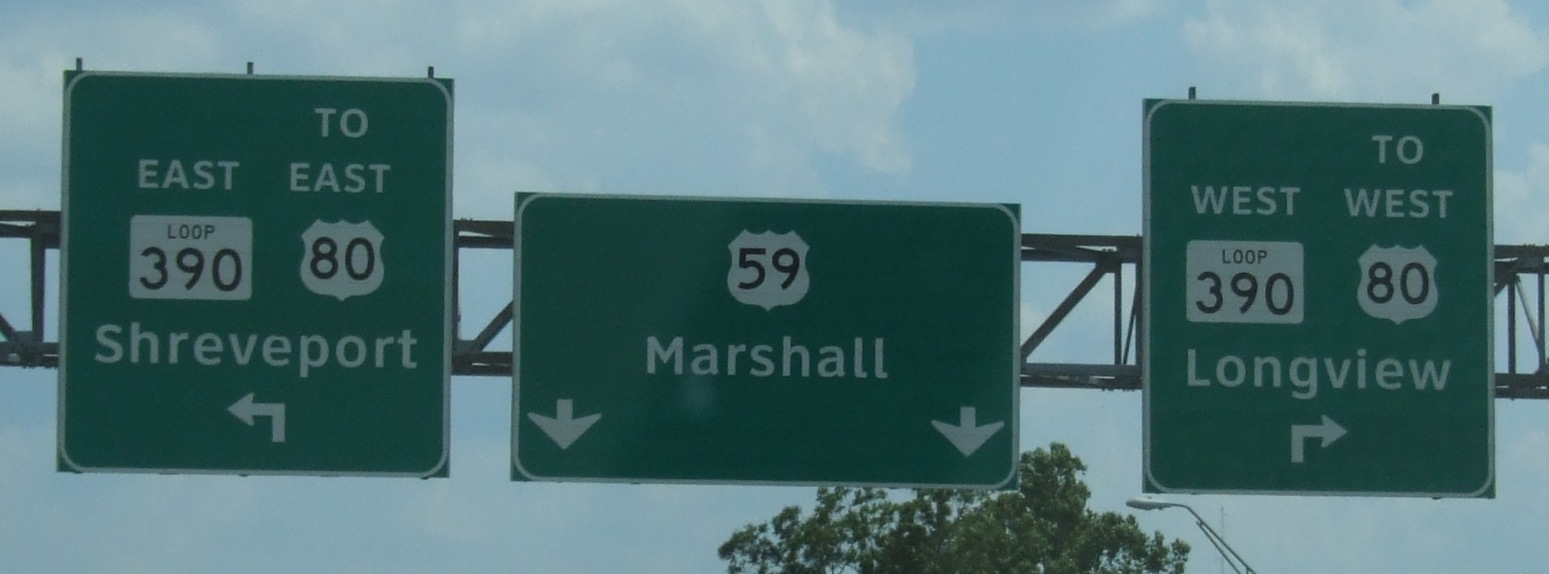 TO
EAST EAST
LOOP
390 80
Shreveport
59
Marshall
TO
WEST WEST
LOOP
390 80
Longview